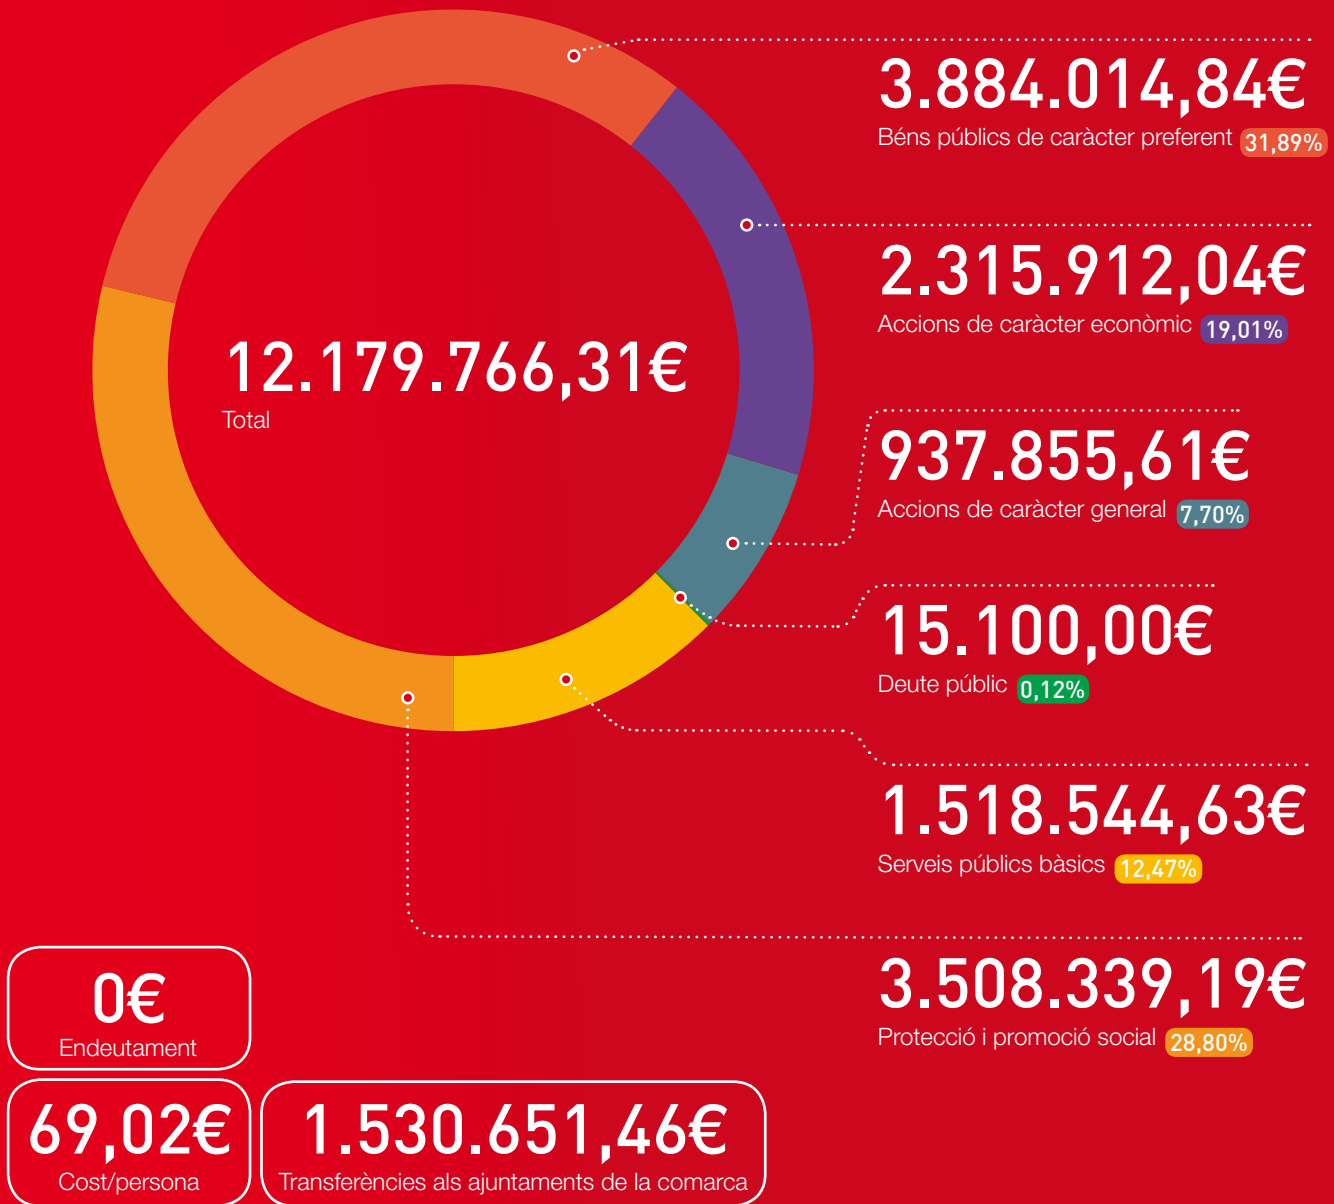 3.884.014,84€
Béns públics de caràcter preferent 31,89%
2.315.912,04€
Accions de caràcter econòmic 19,01%
12.179.766,31€
Total
937.855,61€
Accions de caràcter general 7,70%
15.100,00€
Deute públic 0,12%
1.518.544,63€
Serveis públics bàsics 12,47%
3.508.339,19€
Protecció i promoció social 28,80%
0€
Endeutament
69,02€
Cost/persona
1.530.651,46€
Transferències als ajuntaments de la comarca